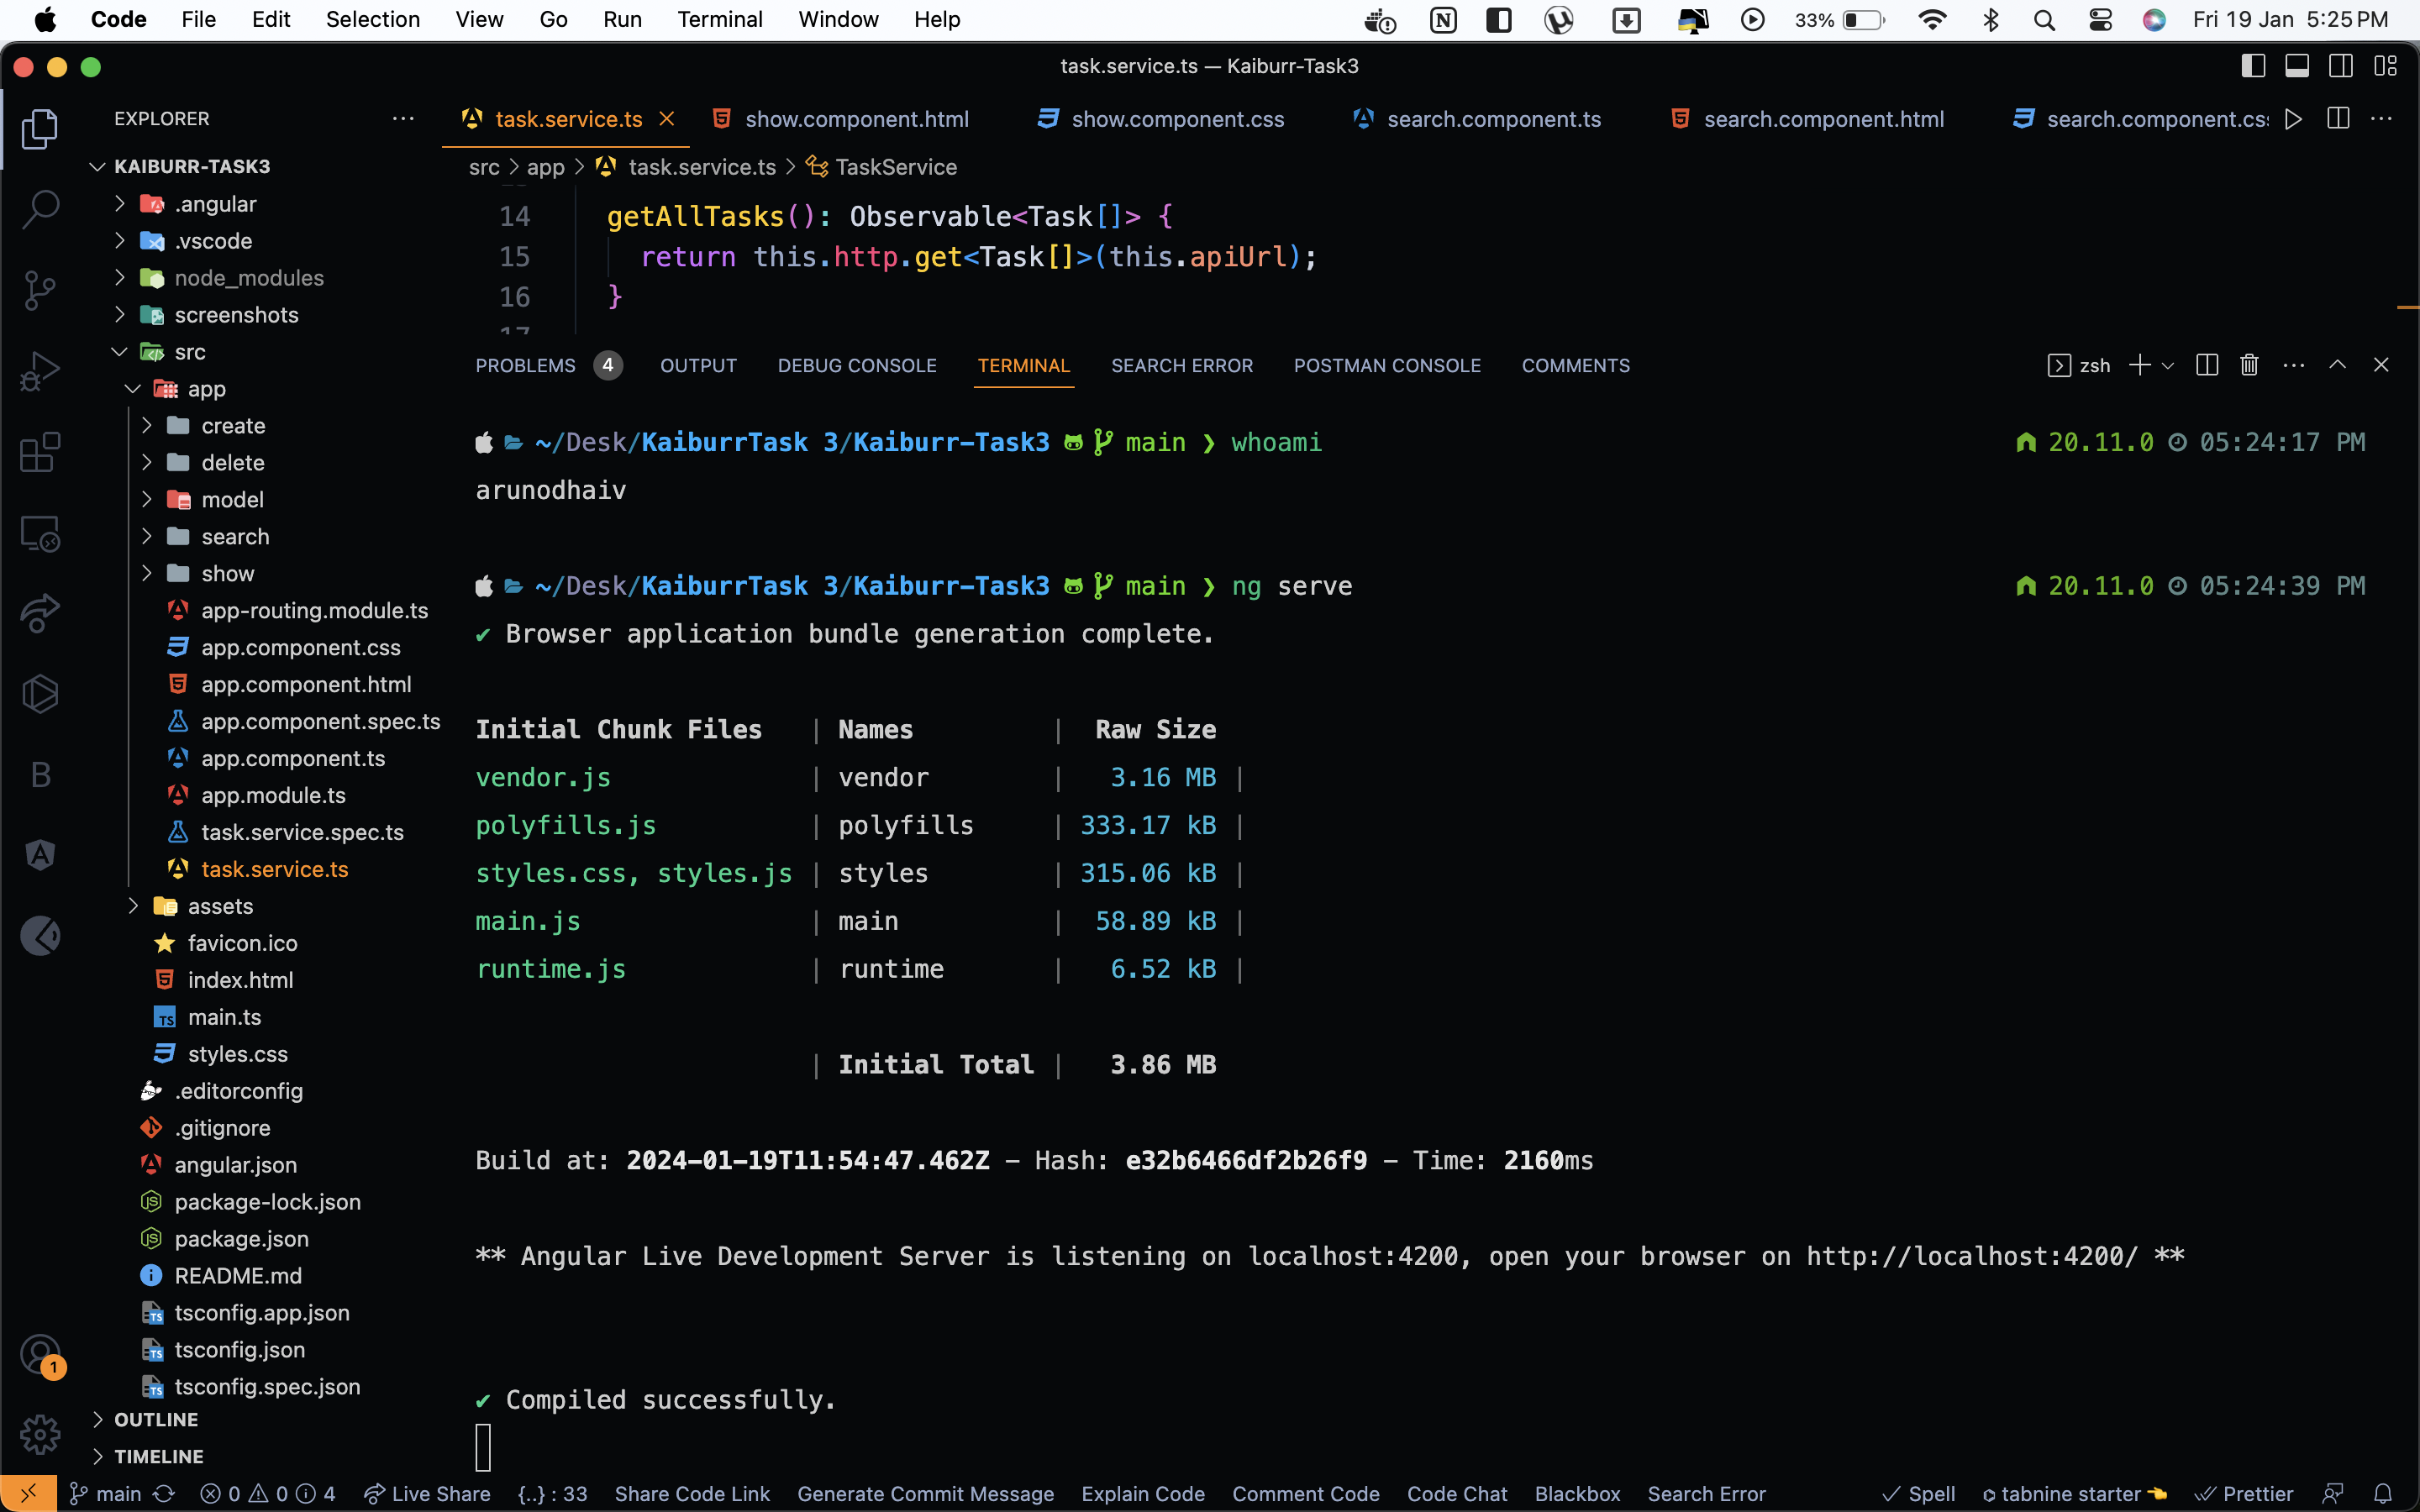 Code File Edit Selection View Go Run Terminal Window Help 33% Fri 19 Jan 5:25 PM
task.service.ts — Kaiburr-Task3
EXPLORER
task.service.ts show.component.html show.component.css search.component.ts search.component.html search.component.cs
KAIBURR-TASK3
src > app > task.service.ts > TaskService
.angular
.vscode
node_modules
screenshots
src
app
create
delete
model
search
show
app-routing.module.ts
app.component.css
app.component.html
app.component.spec.ts
app.component.ts
app.module.ts
task.service.spec.ts
task.service.ts
assets
favicon.ico
index.html
main.ts
styles.css
.editorconfig
.gitignore
angular.json
package-lock.json
package.json
README.md
tsconfig.app.json
tsconfig.json
tsconfig.spec.json
OUTLINE
TIMELINE
14 getAllTasks(): Observable<Task[]> {
15 return this.http.get<Task[]>(this.apiUrl);
16 }
17
PROBLEMS 4 OUTPUT DEBUG CONSOLE TERMINAL SEARCH ERROR POSTMAN CONSOLE COMMENTS zsh
~/Desk/KaiburrTask 3/Kaiburr-Task3 main ❯ whoami 20.11.0 05:24:17 PM
arunodhaiv
~/Desk/KaiburrTask 3/Kaiburr-Task3 main ❯ ng serve 20.11.0 05:24:39 PM
✔ Browser application bundle generation complete.
Initial Chunk Files | Names | Raw Size
vendor.js | vendor | 3.16 MB |
polyfills.js | polyfills | 333.17 kB |
styles.css, styles.js | styles | 315.06 kB |
main.js | main | 58.89 kB |
runtime.js | runtime | 6.52 kB |
| Initial Total | 3.86 MB
Build at: 2024-01-19T11:54:47.462Z - Hash: e32b6466df2b26f9 - Time: 2160ms
** Angular Live Development Server is listening on localhost:4200, open your browser on http://localhost:4200/ **
✔ Compiled successfully.
1
main 0 0 4 Live Share {..} : 33 Share Code Link Generate Commit Message Explain Code Comment Code Code Chat Blackbox Search Error Spell tabnine starter Prettier